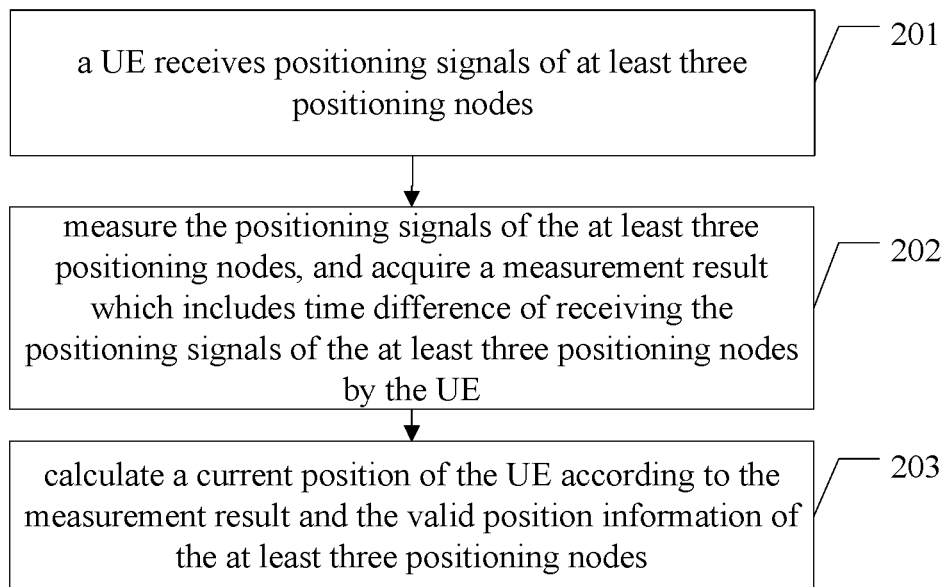 a UE receives positioning signals of at least three
positioning nodes
201
measure the positioning signals of the at least three
positioning nodes, and acquire a measurement result
which includes time difference of receiving the
positioning signals of the at least three positioning nodes
by the UE
202
calculate a current position of the UE according to the
measurement result and the valid position information of
the at least three positioning nodes
203